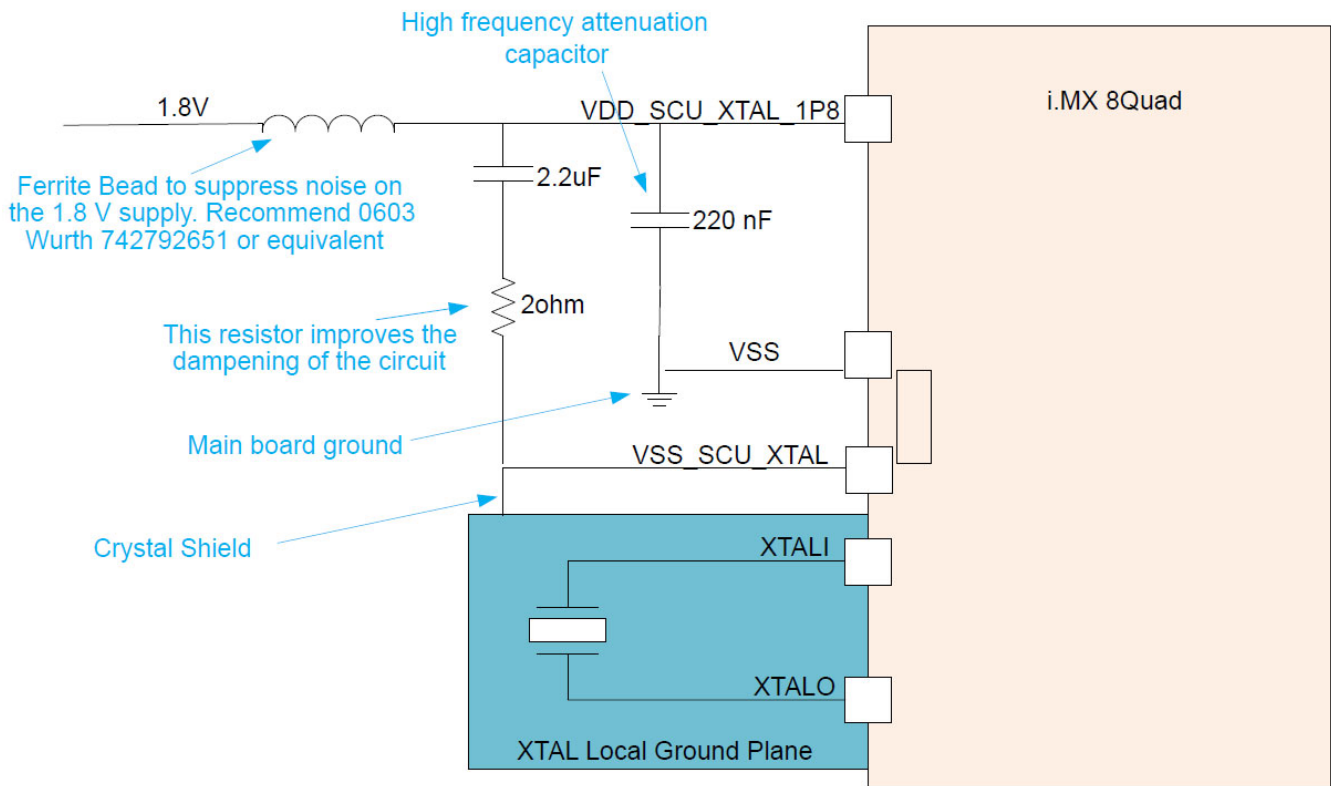 High frequency attenuation
capacitor
i.MX 8Quad
1.8V
VDD_SCU_XTAL_1P8
2.2uF
Ferrite Bead to suppress noise on
the 1.8 V supply. Recommend 0603
Wurth 742792651 or equivalent
220 nF
2ohm
This resistor improves the
dampening of the circuit
VSS
Main board ground
VSS_SCU_XTAL
Crystal Shield
XTALI
XTALO
XTAL Local Ground Plane